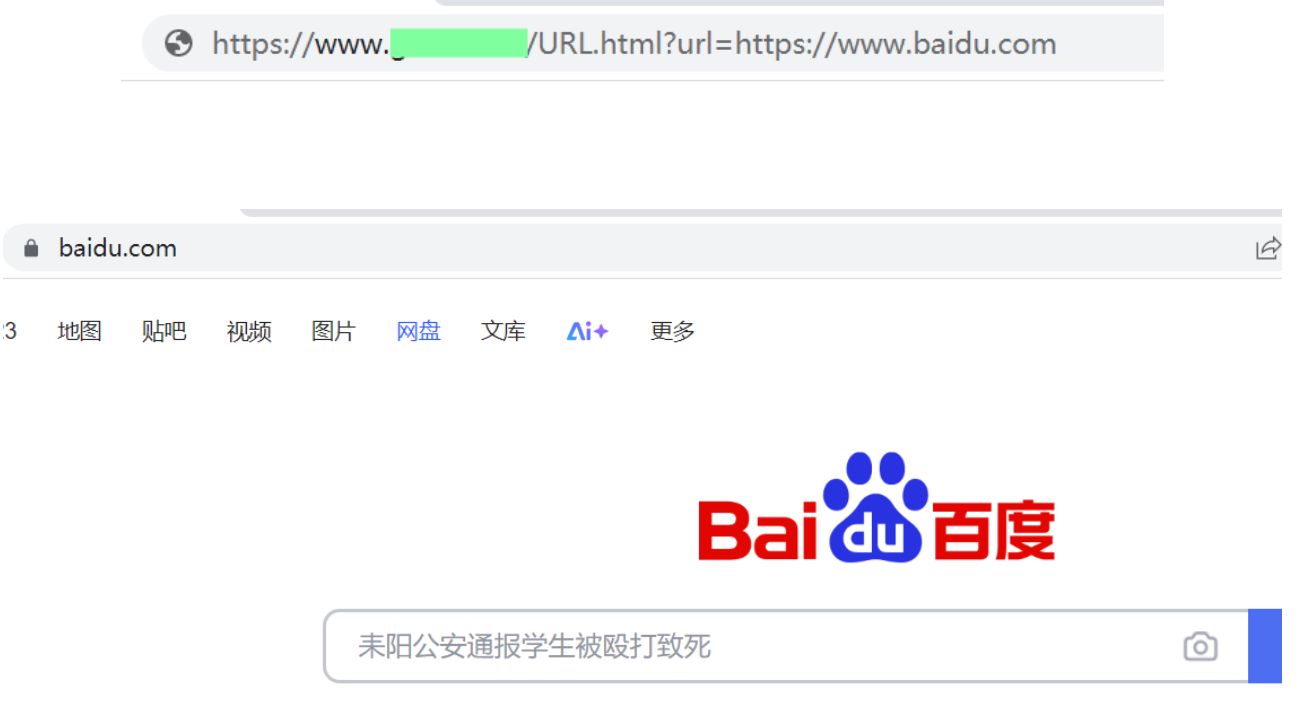 https://www. /URL.html?url=https://www.baidu.com
baidu.com
3 地图 贴吧 视频 图片 网盘 文库 Ai+ 更多
Bai du 百度
耒阳公安通报学生被殴打致死